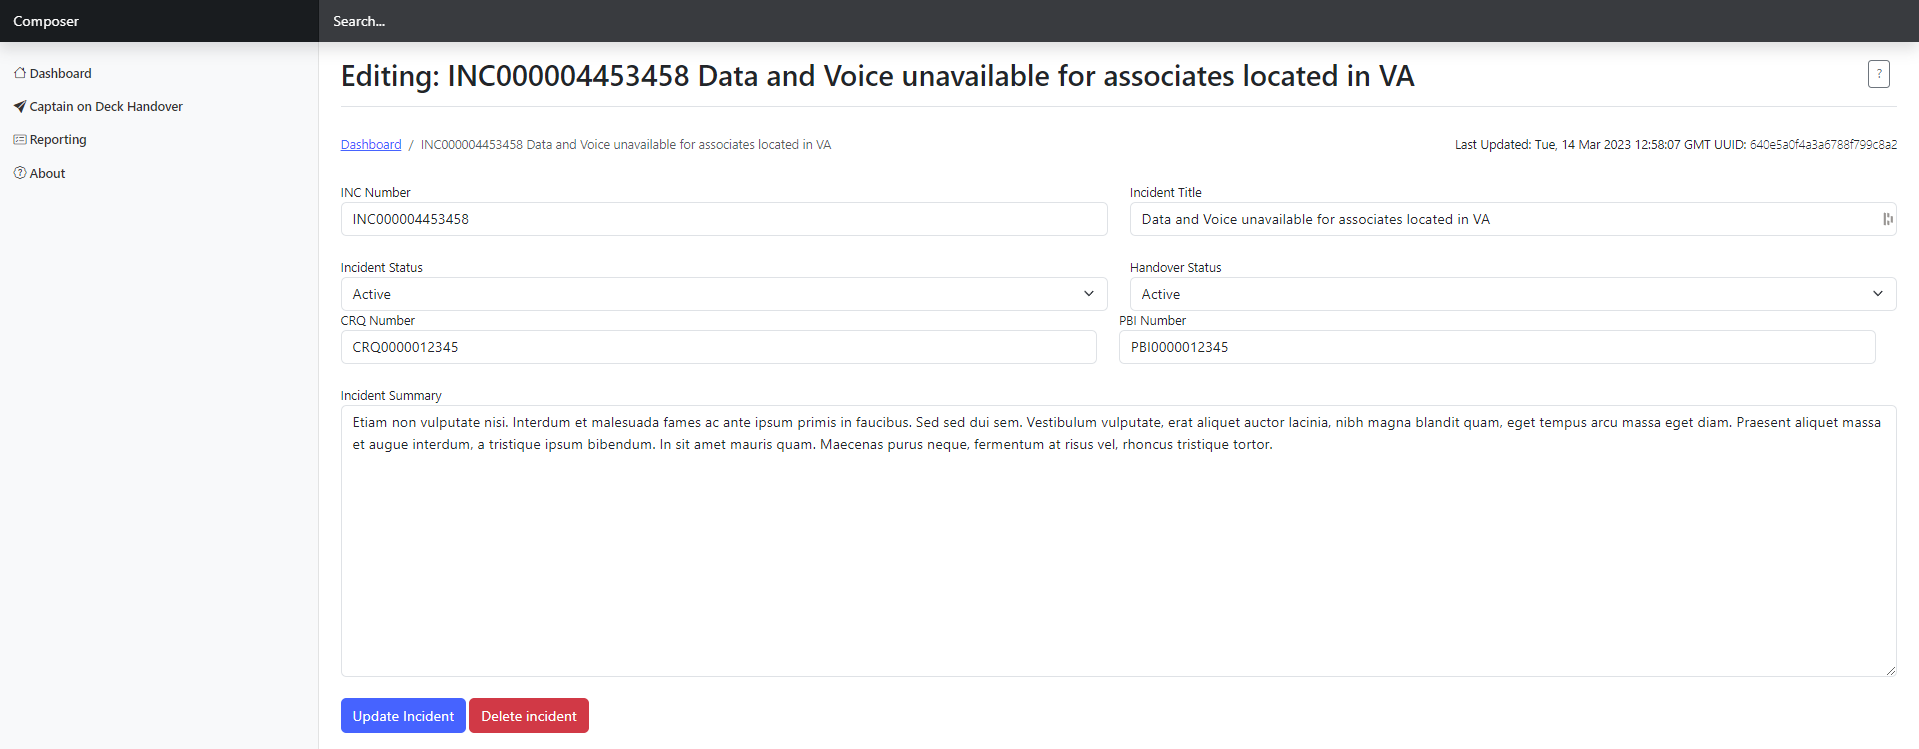 Composer
Search...
Dashboard
Captain on Deck Handover
Reporting
About
Editing: INC000004453458 Data and Voice unavailable for associates located in VA
?
Dashboard / INC000004453458 Data and Voice unavailable for associates located in VA
Last Updated: Tue, 14 Mar 2023 12:58:07 GMT UUID: 640e5a0f4a3a6788f799c8a2
INC Number
INC000004453458
Incident Title
Data and Voice unavailable for associates located in VA
Incident Status
Active
Handover Status
Active
CRQ Number
CRQ0000012345
PBI Number
PBI0000012345
Incident Summary
Etiam non vulputate nisi. Interdum et malesuada fames ac ante ipsum primis in faucibus. Sed sed dui sem. Vestibulum vulputate, erat aliquet auctor lacinia, nibh magna blandit quam, eget tempus arcu massa eget diam. Praesent aliquet massa
et augue interdum, a tristique ipsum bibendum. In sit amet mauris quam. Maecenas purus neque, fermentum at risus vel, rhoncus tristique tortor.
Update Incident
Delete incident